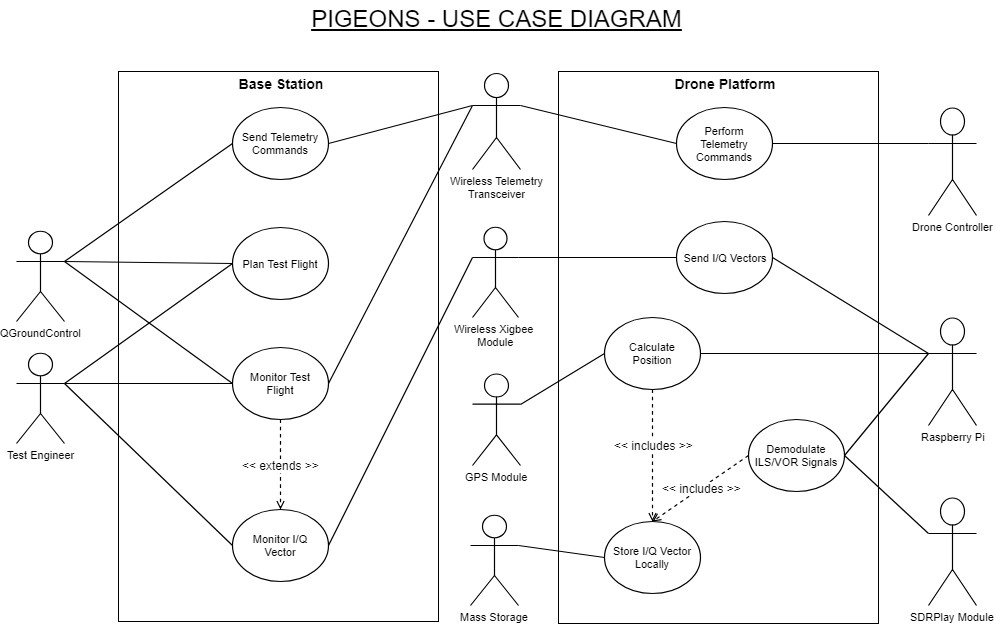 PIGEONS - USE CASE DIAGRAM
Base Station
Drone Platform
Send Telemetry
Commands
Wireless Telemetry
Transceiver
Perform
Telemetry
Commands
Drone Controller
QGroundControl
Plan Test Flight
Wireless Xigbee
Module
Send I/Q Vectors
Test Engineer
Monitor Test
Flight
GPS Module
Calculate
Position
Raspberry Pi
<< extends >>
<< includes >>
Demodulate
ILS/VOR Signals
<< includes >>
Monitor I/Q
Vector
Mass Storage
Store I/Q Vector
Locally
SDRPlay Module